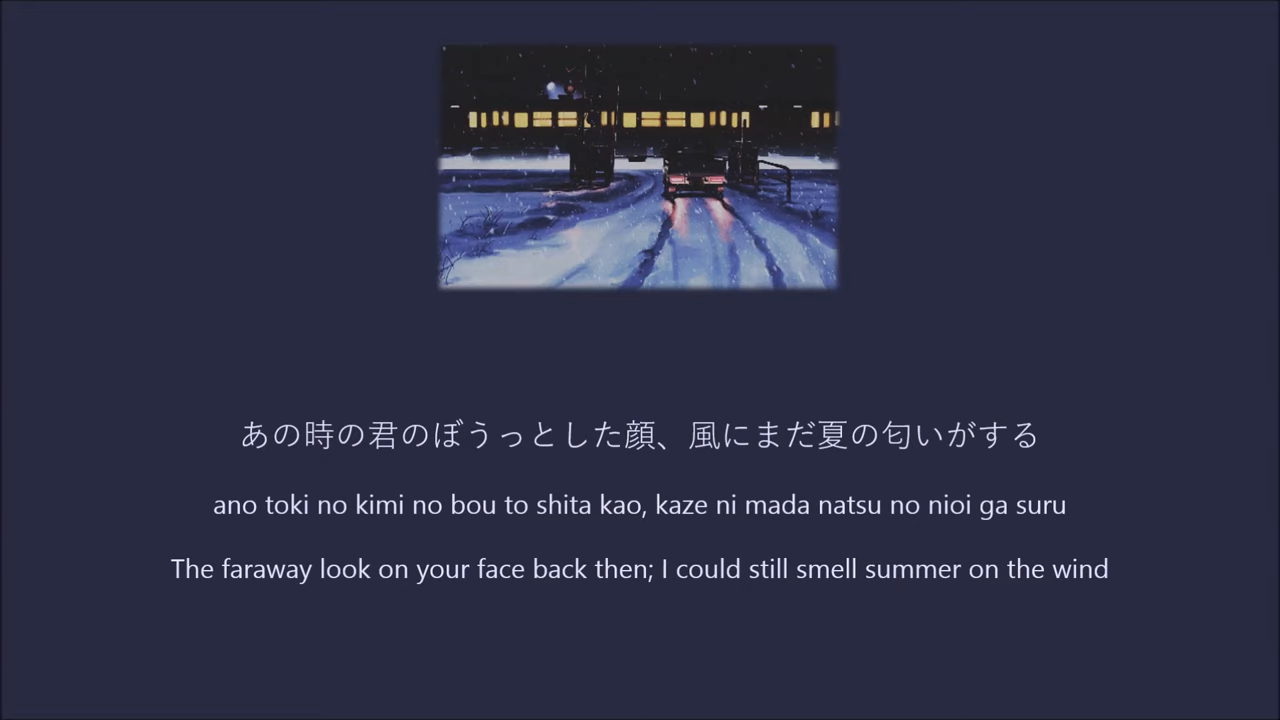 あの時の君のぼうっとした顔、風にまだ夏の匂いがする
ano toki no kimi no bou to shita kao, kaze ni mada natsu no nioi ga suru
The faraway look on your face back then; I could still smell summer on the wind